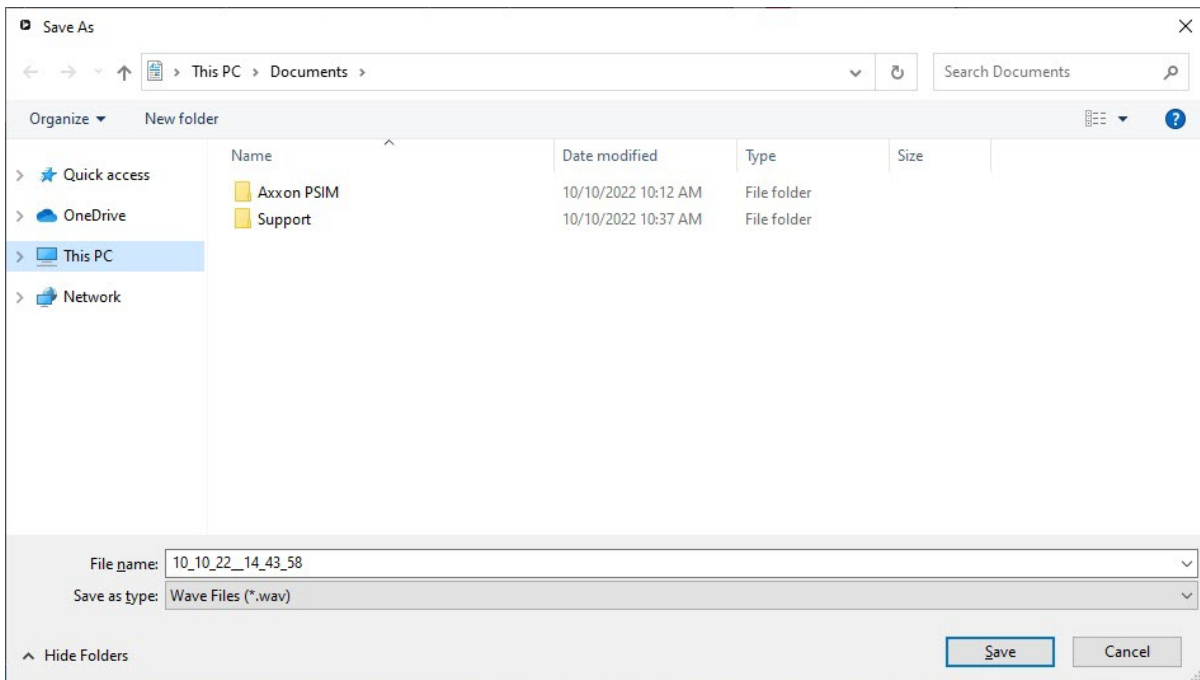 Save As
This PC > Documents >
Search Documents
Organize
New folder
Name
Date modified
Type
Size
Quick access
OneDrive
This PC
Network
Axxon PSIM 10/10/2022 10:12 AM File folder
Support 10/10/2022 10:37 AM File folder
File name: 10_10_22__14_43_58
Save as type: Wave Files (*.wav)
Hide Folders
Save
Cancel